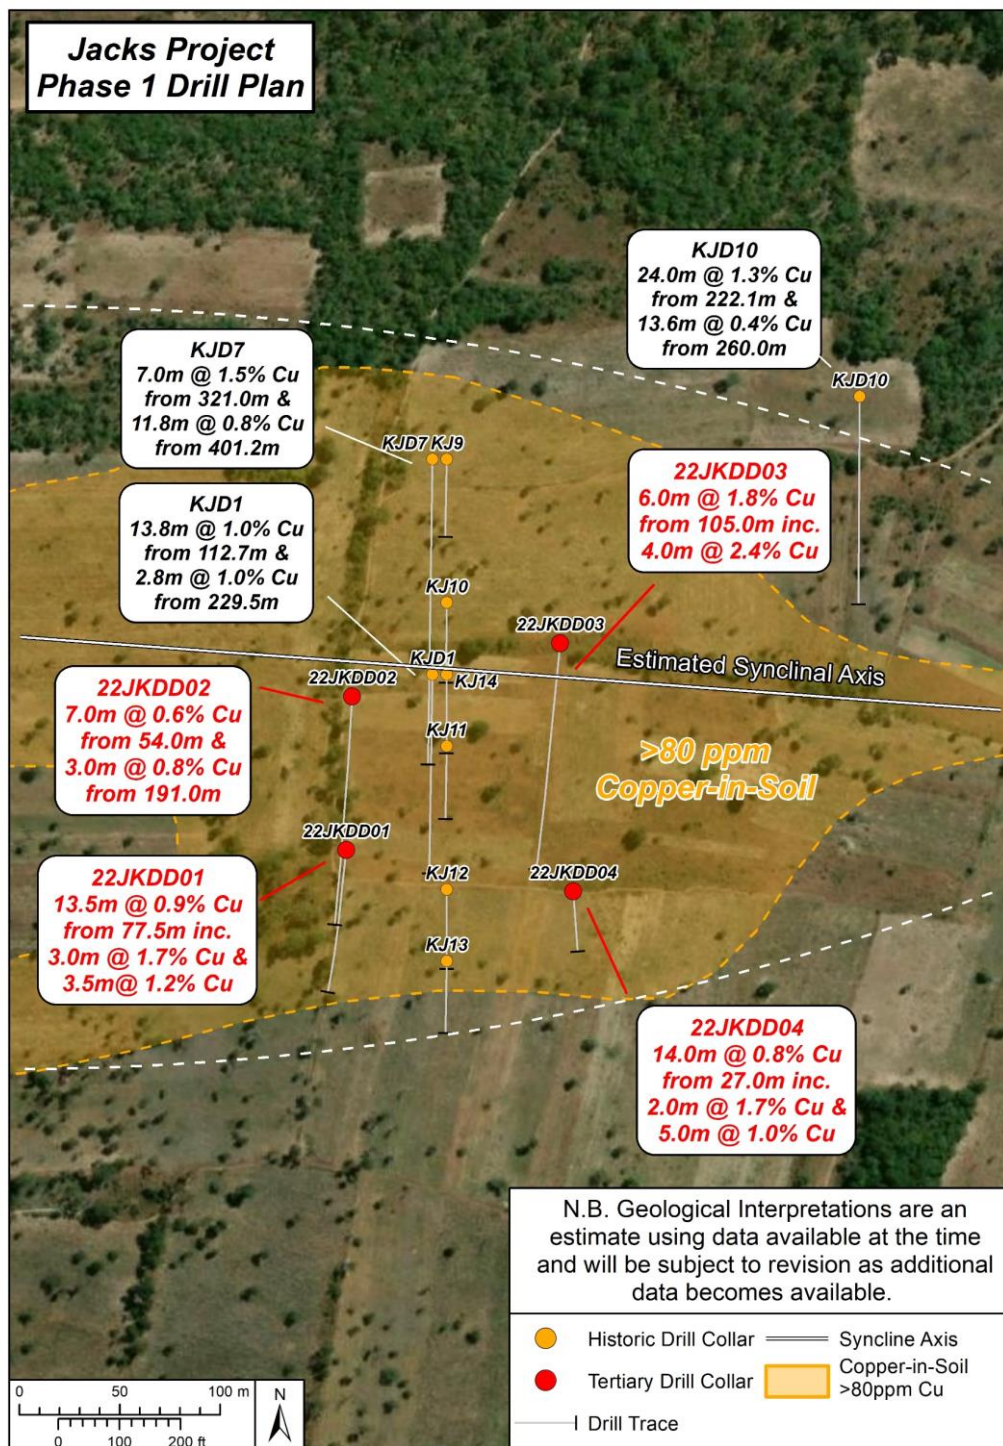 Jacks Project
Phase 1 Drill Plan
KJD10
24.0m @ 1.3% Cu
from 222.1m &
13.6m @ 0.4% Cu
from 260.0m
KJD10
KJD7
7.0m @ 1.5% Cu
from 321.0m &
11.8m @ 0.8% Cu
from 401.2m
KJD7 KJ9
22JKDD03
6.0m @ 1.8% Cu
from 105.0m inc.
4.0m @ 2.4% Cu
KJD1
13.8m @ 1.0% Cu
from 112.7m &
2.8m @ 1.0% Cu
from 229.5m
KJ10
22JKDD03
Estimated Synclinal Axis
KJD1
KJ14
22JKDD02
22JKDD02
7.0m @ 0.6% Cu
from 54.0m &
3.0m @ 0.8% Cu
from 191.0m
KJ11
>80 ppm
Copper-in-Soil
22JKDD01
22JKDD01
13.5m @ 0.9% Cu
from 77.5m inc.
3.0m @ 1.7% Cu &
3.5m@ 1.2% Cu
KJ12
22JKDD04
KJ13
22JKDD04
14.0m @ 0.8% Cu
from 27.0m inc.
2.0m @ 1.7% Cu &
5.0m @ 1.0% Cu
N.B. Geological Interpretations are an
estimate using data available at the time
and will be subject to revision as additional
data becomes available.
Historic Drill Collar
Syncline Axis
Tertiary Drill Collar
Copper-in-Soil
>80ppm Cu
Drill Trace
0 50 100 m
0 100 200 ft
N